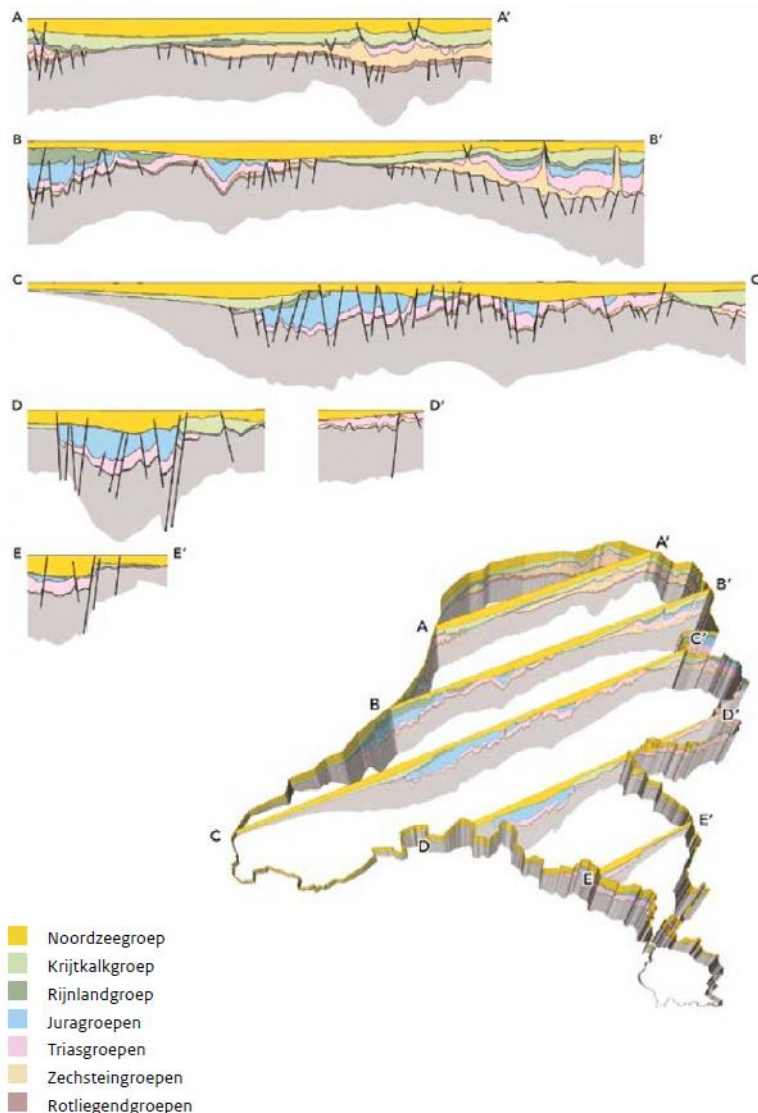 A A'
B B'
C C
D D'
E E'
A'
B'
A
C'
B
D'
C
D
E'
E
Noordzeegroep
Krijtkalkgroep
Rijnlandgroep
Juragroepen
Triasgroepen
Zechsteingroepen
Rotliegendgroepen